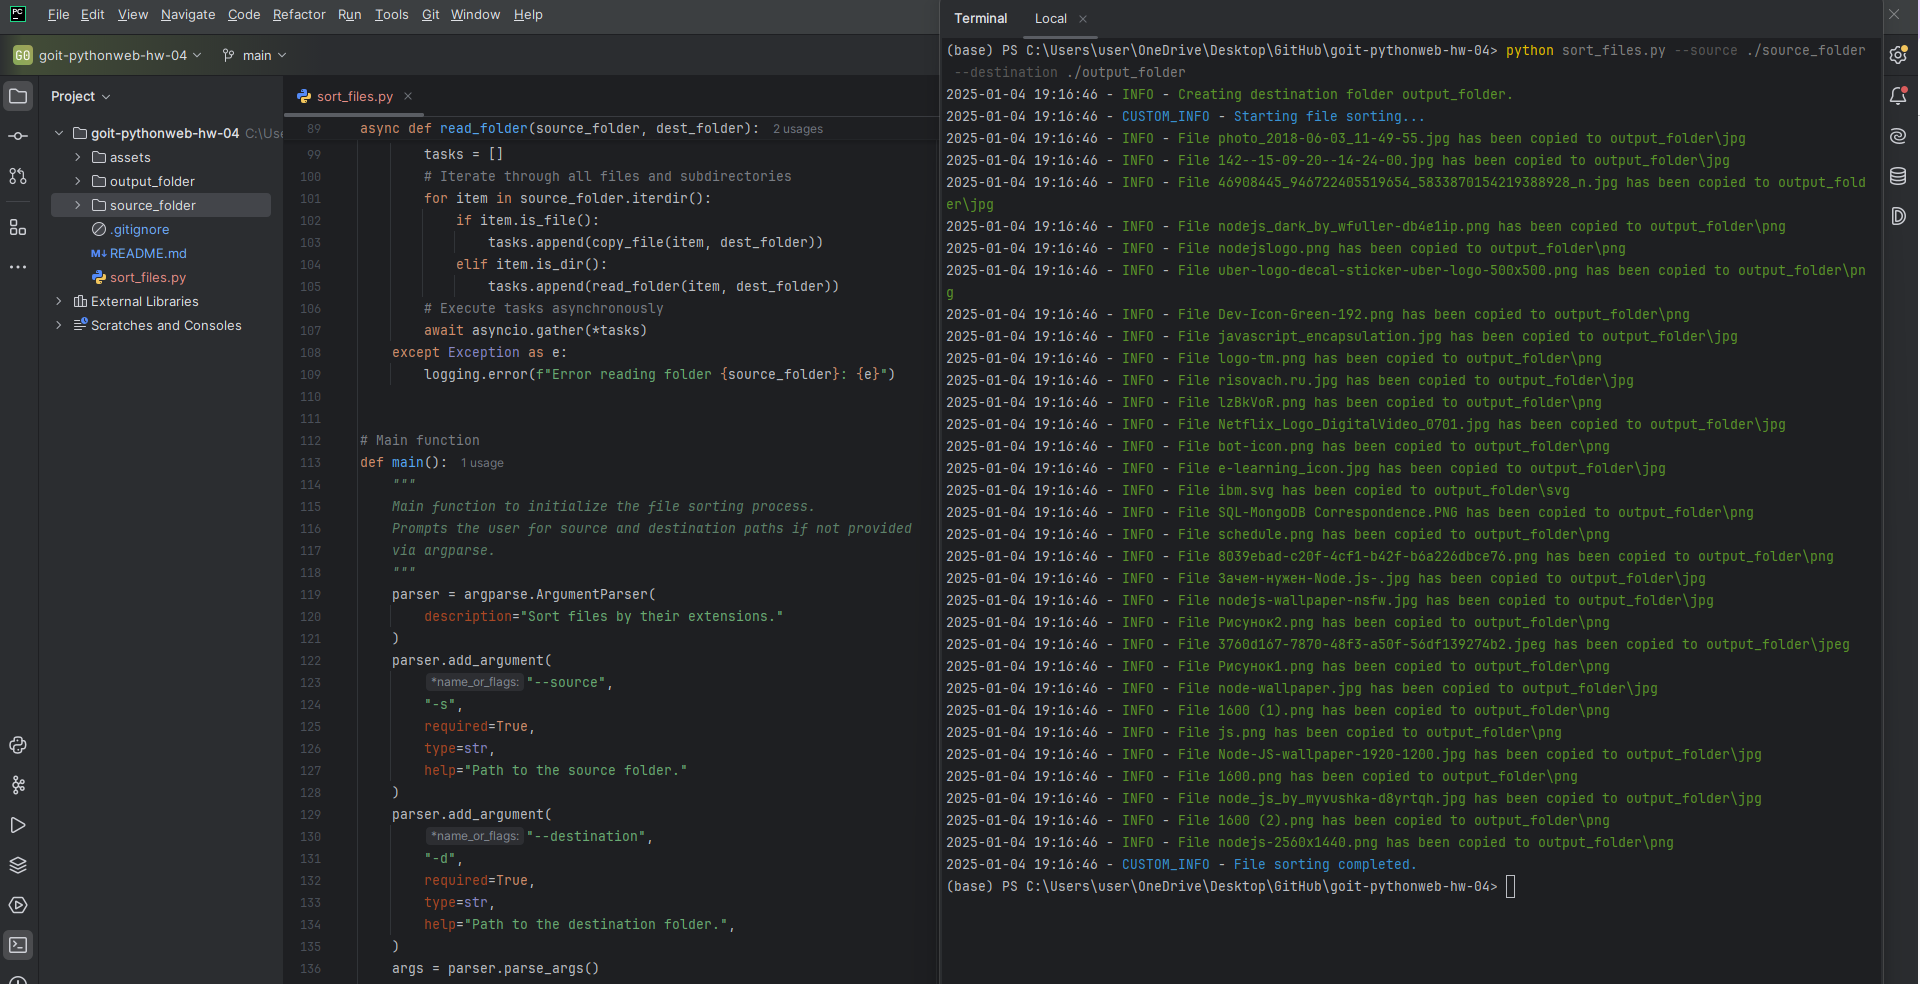 PC File Edit View Navigate Code Refactor Run Tools Git Window Help
GO goit-pythonweb-hw-04 main
Project
goit-pythonweb-hw-04 C:\Use
assets
output_folder
source_folder
.gitignore
M↓ README.md
sort_files.py
External Libraries
Scratches and Consoles
sort_files.py
89 async def read_folder(source_folder, dest_folder): 2 usages
99 tasks = []
100 # Iterate through all files and subdirectories
101 for item in source_folder.iterdir():
102 if item.is_file():
103 tasks.append(copy_file(item, dest_folder))
104 elif item.is_dir():
105 tasks.append(read_folder(item, dest_folder))
106 # Execute tasks asynchronously
107 await asyncio.gather(*tasks)
108 except Exception as e:
109 logging.error(f"Error reading folder {source_folder}: {e}")
110
111
112 # Main function
113 def main(): 1 usage
114 """
115 Main function to initialize the file sorting process.
116 Prompts the user for source and destination paths if not provided
117 via argparse.
118 """
119 parser = argparse.ArgumentParser(
120 description="Sort files by their extensions."
121 )
122 parser.add_argument(
123 *name_or_flags: "--source",
124 "-s",
125 required=True,
126 type=str,
127 help="Path to the source folder."
128 )
129 parser.add_argument(
130 *name_or_flags: "--destination",
131 "-d",
132 required=True,
133 type=str,
134 help="Path to the destination folder.",
135 )
136 args = parser.parse_args()
Terminal Local
(base) PS C:\Users\user\OneDrive\Desktop\GitHub\goit-pythonweb-hw-04> python sort_files.py --source ./source_folder
--destination ./output_folder
2025-01-04 19:16:46 - INFO - Creating destination folder output_folder.
2025-01-04 19:16:46 - CUSTOM_INFO - Starting file sorting...
2025-01-04 19:16:46 - INFO - File photo_2018-06-03_11-49-55.jpg has been copied to output_folder\jpg
2025-01-04 19:16:46 - INFO - File 142--15-09-20--14-24-00.jpg has been copied to output_folder\jpg
2025-01-04 19:16:46 - INFO - File 46908445_946722405519654_5833870154219388928_n.jpg has been copied to output_fold
er\jpg
2025-01-04 19:16:46 - INFO - File nodejs_dark_by_wfuller-db4e1ip.png has been copied to output_folder\png
2025-01-04 19:16:46 - INFO - File nodejslogo.png has been copied to output_folder\png
2025-01-04 19:16:46 - INFO - File uber-logo-decal-sticker-uber-logo-500x500.png has been copied to output_folder\pn
g
2025-01-04 19:16:46 - INFO - File Dev-Icon-Green-192.png has been copied to output_folder\png
2025-01-04 19:16:46 - INFO - File javascript_encapsulation.jpg has been copied to output_folder\jpg
2025-01-04 19:16:46 - INFO - File logo-tm.png has been copied to output_folder\png
2025-01-04 19:16:46 - INFO - File risovach.ru.jpg has been copied to output_folder\jpg
2025-01-04 19:16:46 - INFO - File lzBkVoR.png has been copied to output_folder\png
2025-01-04 19:16:46 - INFO - File Netflix_Logo_DigitalVideo_0701.jpg has been copied to output_folder\jpg
2025-01-04 19:16:46 - INFO - File bot-icon.png has been copied to output_folder\png
2025-01-04 19:16:46 - INFO - File e-learning_icon.jpg has been copied to output_folder\jpg
2025-01-04 19:16:46 - INFO - File ibm.svg has been copied to output_folder\svg
2025-01-04 19:16:46 - INFO - File SQL-MongoDB Correspondence.PNG has been copied to output_folder\png
2025-01-04 19:16:46 - INFO - File schedule.png has been copied to output_folder\png
2025-01-04 19:16:46 - INFO - File 8039ebad-c20f-4cf1-b42f-b6a226dbce76.png has been copied to output_folder\png
2025-01-04 19:16:46 - INFO - File Зачем-нужен-Node.js-.jpg has been copied to output_folder\jpg
2025-01-04 19:16:46 - INFO - File nodejs-wallpaper-nsfw.jpg has been copied to output_folder\jpg
2025-01-04 19:16:46 - INFO - File Рисунок2.png has been copied to output_folder\png
2025-01-04 19:16:46 - INFO - File 3760d167-7870-48f3-a50f-56df139274b2.jpeg has been copied to output_folder\jpeg
2025-01-04 19:16:46 - INFO - File Рисунок1.png has been copied to output_folder\png
2025-01-04 19:16:46 - INFO - File node-wallpaper.jpg has been copied to output_folder\jpg
2025-01-04 19:16:46 - INFO - File 1600 (1).png has been copied to output_folder\png
2025-01-04 19:16:46 - INFO - File js.png has been copied to output_folder\png
2025-01-04 19:16:46 - INFO - File Node-JS-wallpaper-1920-1200.jpg has been copied to output_folder\jpg
2025-01-04 19:16:46 - INFO - File 1600.png has been copied to output_folder\png
2025-01-04 19:16:46 - INFO - File node_js_by_myvushka-d8yrtqh.jpg has been copied to output_folder\jpg
2025-01-04 19:16:46 - INFO - File 1600 (2).png has been copied to output_folder\png
2025-01-04 19:16:46 - INFO - File nodejs-2560x1440.png has been copied to output_folder\png
2025-01-04 19:16:46 - CUSTOM_INFO - File sorting completed.
(base) PS C:\Users\user\OneDrive\Desktop\GitHub\goit-pythonweb-hw-04>